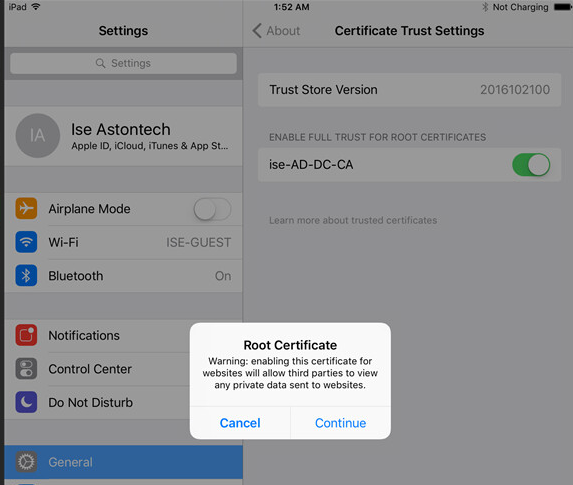 iPad
1:52 AM
Not Charging
Settings
About
Certificate Trust Settings
Settings
IA
Ise Astontech
Apple ID, iCloud, iTunes & App St...
Airplane Mode
Wi-Fi
ISE-GUEST
Bluetooth
On
Notifications
Control Center
Do Not Disturb
General
Trust Store Version
2016102100
ENABLE FULL TRUST FOR ROOT CERTIFICATES
ise-AD-DC-CA
Learn more about trusted certificates
Root Certificate
Warning: enabling this certificate for
websites will allow third parties to view
any private data sent to websites.
Cancel
Continue